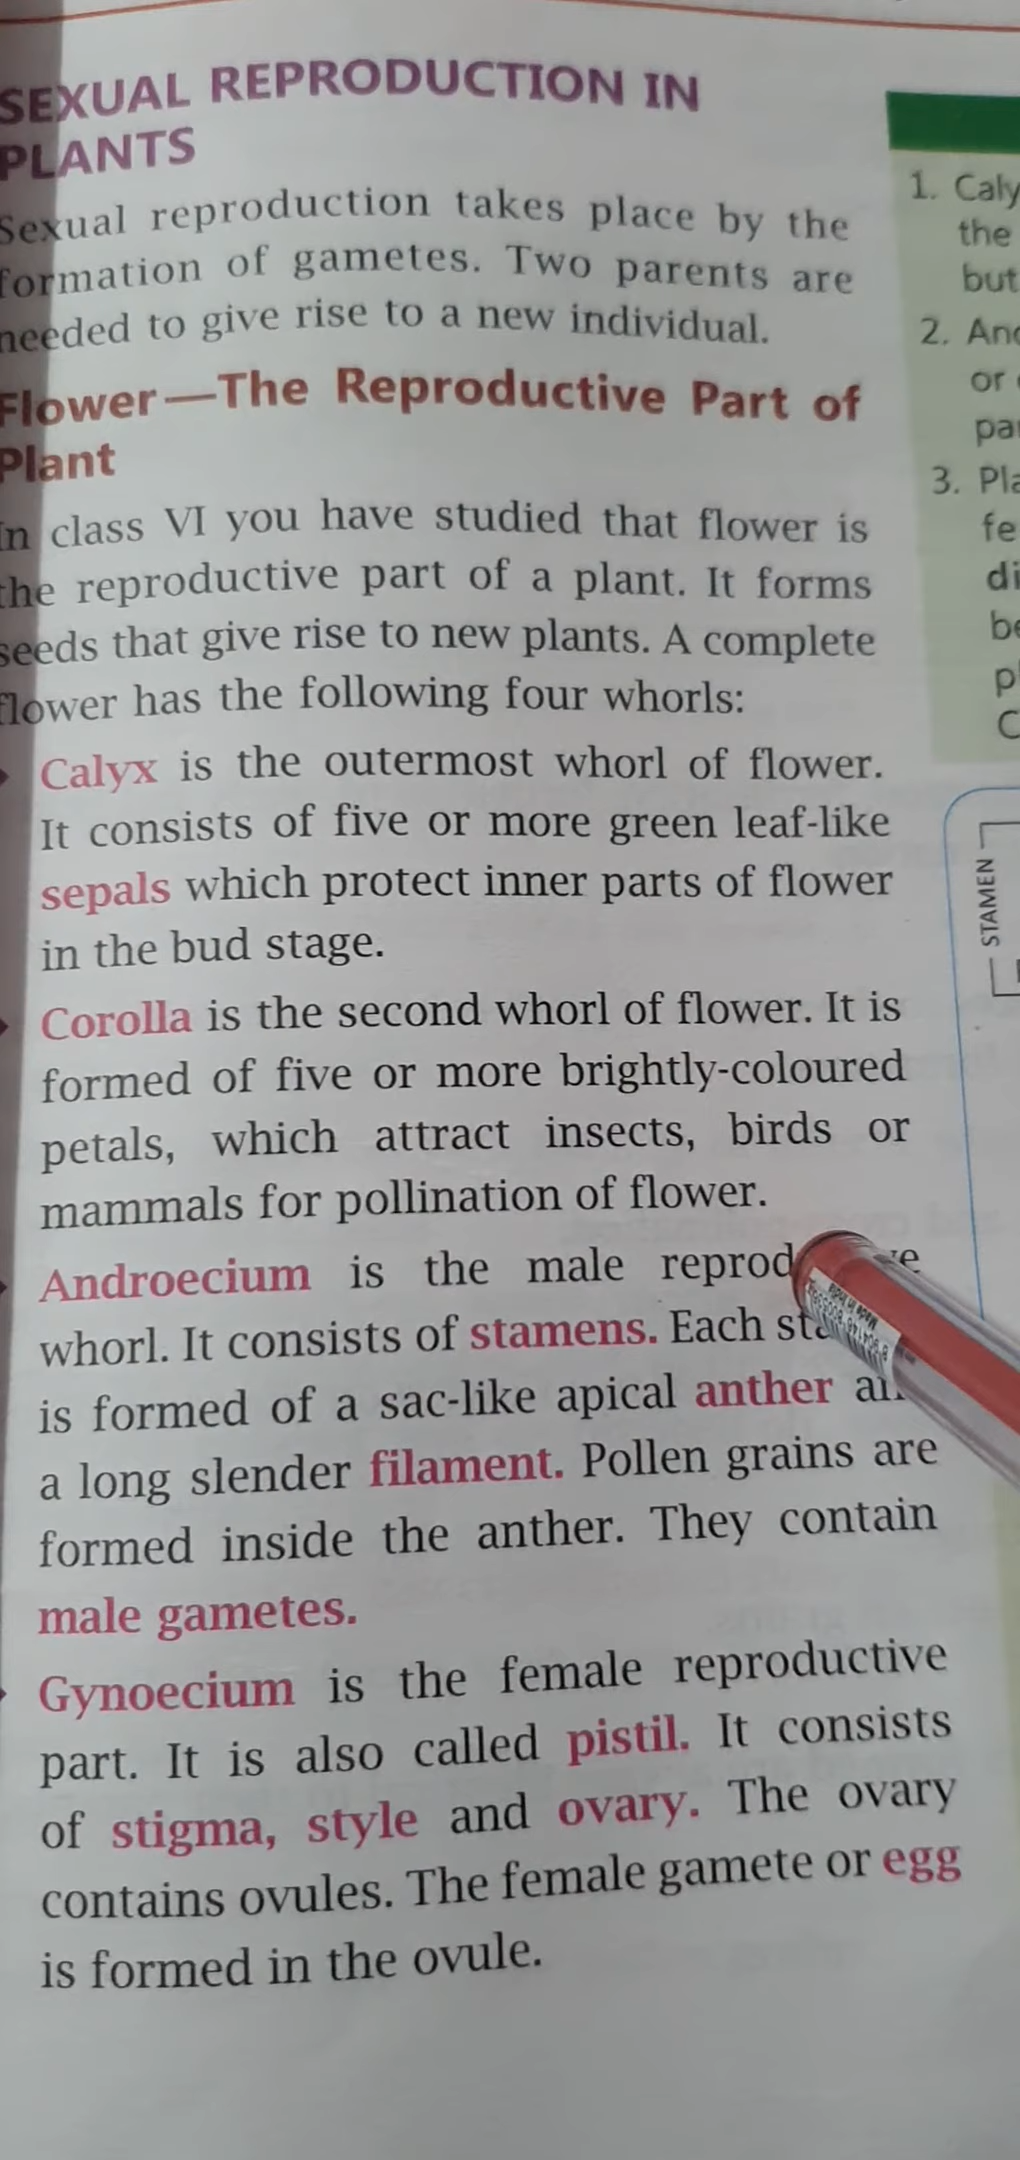 SEXUAL REPRODUCTION IN
PLANTS
Sexual reproduction takes place by the
formation of gametes. Two parents are
needed to give rise to a new individual.
Flower—The Reproductive Part of
Plant
In class VI you have studied that flower is
the reproductive part of a plant. It forms
seeds that give rise to new plants. A complete
flower has the following four whorls:
Calyx is the outermost whorl of flower.
It consists of five or more green leaf-like
sepals which protect inner parts of flower
in the bud stage.
Corolla is the second whorl of flower. It is
formed of five or more brightly-coloured
petals, which attract insects, birds or
mammals for pollination of flower.
Androecium is the male
whorl. It consists of stamens. Each
is formed of a sac-like apical anther
a long slender filament. Pollen grains are
formed inside the anther. They contain
male gametes.
Gynoecium is the female reproductive
part. It is also called pistil. It consists
of stigma, style and ovary. The ovary
contains ovules. The female gamete or egg
is formed in the ovule.
1.
the
but
2.
or
3.
STAMEN